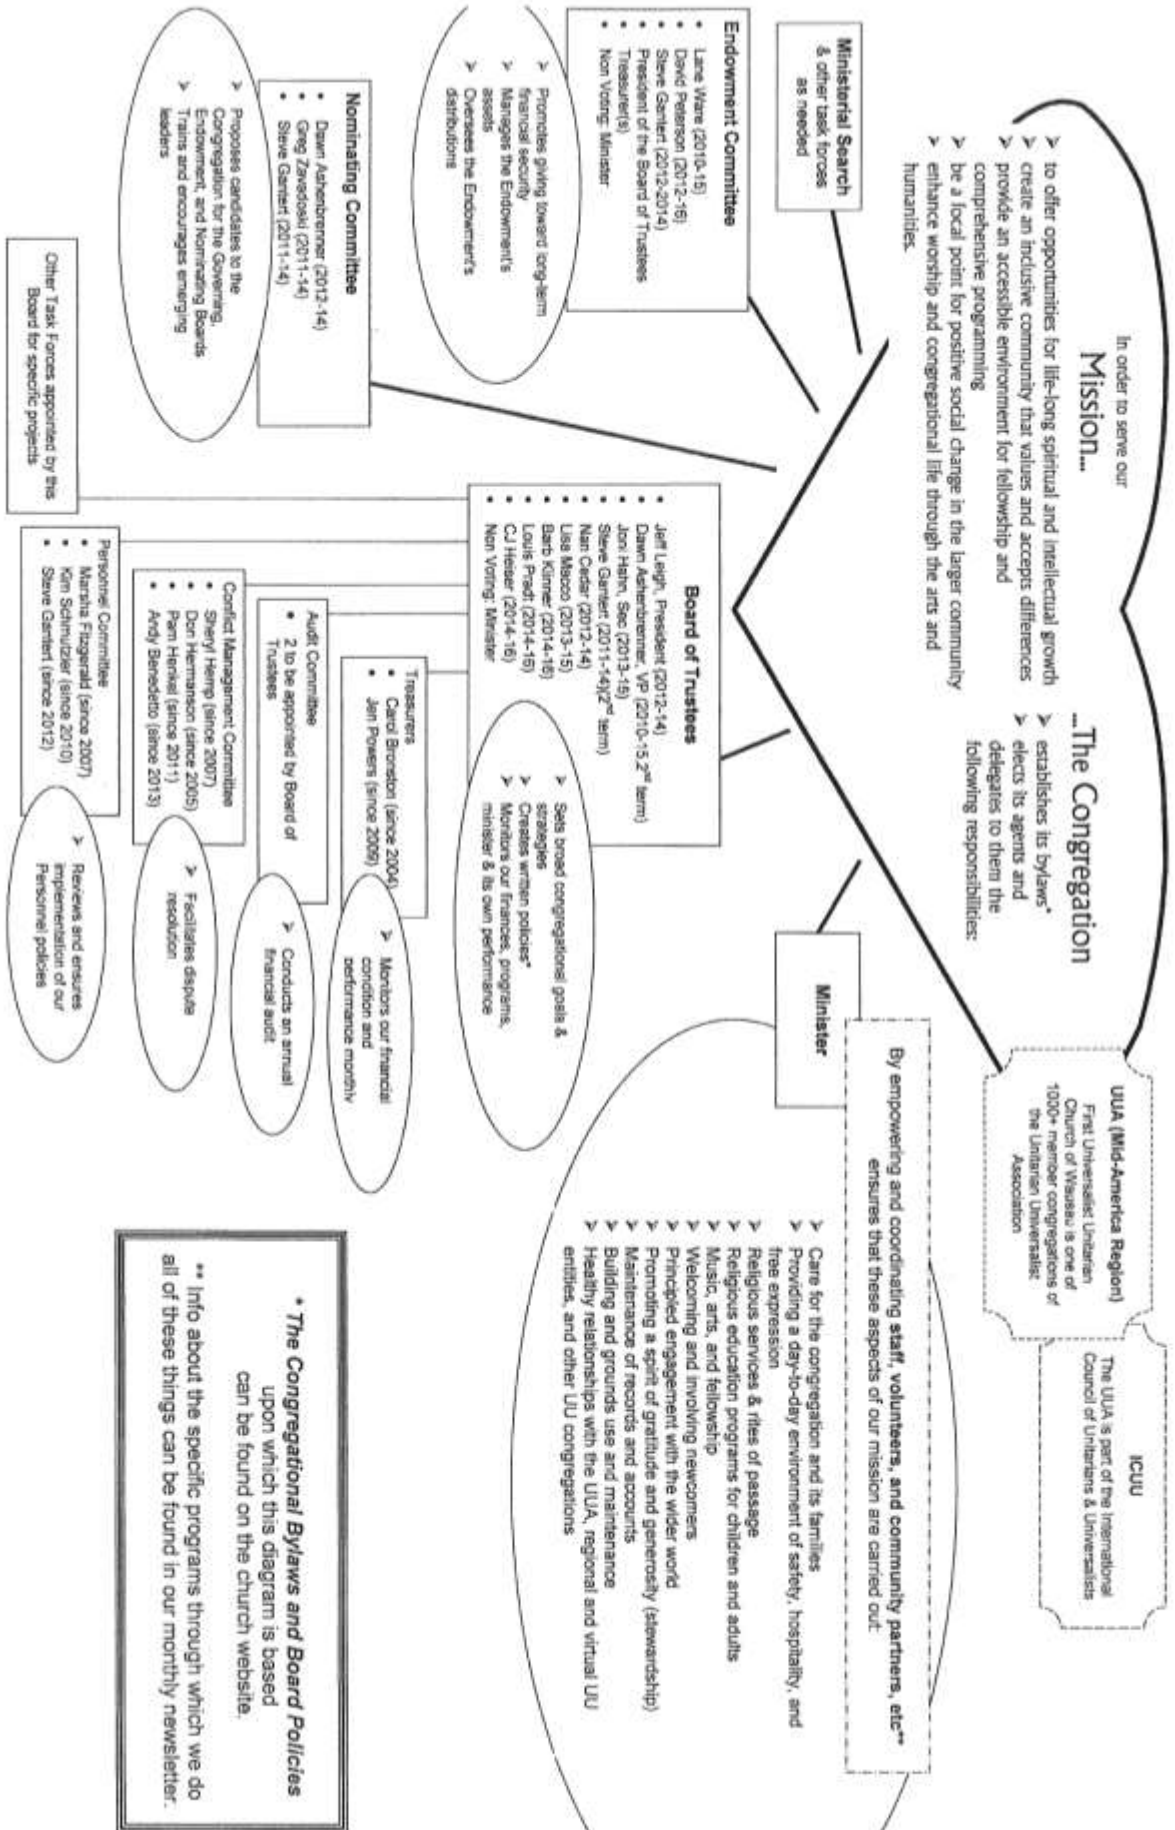 In order to serve our
Mission...
➢ to offer opportunities for life-long spiritual and intellectual growth
➢ create an inclusive community that values and accepts differences
➢ provide an accessible environment for fellowship and
comprehensive programming
➢ be a focal point for positive social change in the larger community
➢ enhance worship and congregational life through the arts and
humanities.
...The Congregation
➢ establishes its bylaws*
➢ elects its agents and
delegates to them the
following responsibilities:
UUA (Mid-America Region)
First Universalist Unitarian
Church of Wausau is one of
1000+ member congregations of
the Unitarian Universalist
Association
ICUU
The UUA is part of the International
Council of Unitarians & Universalists
Ministerial Search
& other task forces
as needed
Endowment Committee
• Lane Ware (2010-15)
• David Peterson (2012-16)
• Steve Gantert (2012-2014)
• President of the Board of Trustees
• Treasurer(s)
• Non Voting: Minister
➢ Promotes giving toward long-term
financial security
➢ Manages the Endowment's
assets
➢ Oversees the Endowment's
distributions
Nominating Committee
• Dawn Ashenbrenner (2012-14)
• Greg Zavadoski (2011-14)
• Steve Gantert (2011-14)
➢ Proposes candidates to the
Congregation for the Governing,
Endowment, and Nominating Boards
➢ Trains and encourages emerging
leaders
Board of Trustees
• Jeff Leigh, President (2012-14)
• Dawn Ashenbrenner, VP (2010-15, 2nd term)
• Joni Hahn, Sec (2013-15)
• Steve Gantert (2011-14)(2nd term)
• Nan Cedar (2012-14)
• Lisa Macco (2013-15)
• Barb Kinner (2014-16)
• Louis Pradt (2014-16)
• CJ Heiser (2014-16)
• Non Voting: Minister
➢ Sets broad congregational goals &
strategies
➢ Creates written policies*
➢ Monitors our finances, programs,
minister & its own performance
Treasurers
• Carol Bronston (since 2004)
• Jen Powers (since 2009)
➢ Monitors our financial
condition and
performance monthly
Audit Committee
• 2 to be appointed by Board of
Trustees
➢ Conducts an annual
financial audit
Conflict Management Committee
• Sheryl Hemp (since 2007)
• Don Hermanson (since 2005)
• Pam Henkel (since 2011)
• Andy Benedetto (since 2013)
➢ Facilitates dispute
resolution
Personnel Committee
• Marsha Fitzgerald (since 2007)
• Kim Schmutzler (since 2010)
• Steve Gantert (since 2012)
➢ Reviews and ensures
implementation of our
Personnel policies
Other Task Forces appointed by this
Board for specific projects
Minister
By empowering and coordinating staff, volunteers, and community partners, etc**
ensures that these aspects of our mission are carried out:
➢ Care for the congregation and its families
➢ Providing a day-to-day environment of safety, hospitality, and
free expression
➢ Religious services & rites of passage
➢ Religious education programs for children and adults
➢ Music, arts, and fellowship
➢ Welcoming and involving newcomers
➢ Principled engagement with the wider world
➢ Promoting a spirit of gratitude and generosity (stewardship)
➢ Maintenance of records and accounts
➢ Building and grounds use and maintenance
➢ Healthy relationships with the UUA, regional and virtual UU
entities, and other UU congregations
* The Congregational Bylaws and Board Policies
upon which this diagram is based
can be found on the church website.
** Info about the specific programs through which we do
all of these things can be found in our monthly newsletter.